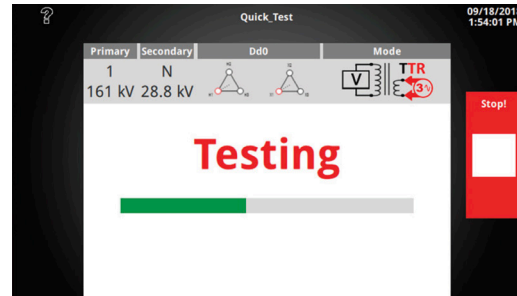 ?
Quick_Test
09/18/201
1:54:01 PM
Primary Secondary Dd0 Mode
1 N
161 kV 28.8 kV
V
TTR
3
Stop!
Testing